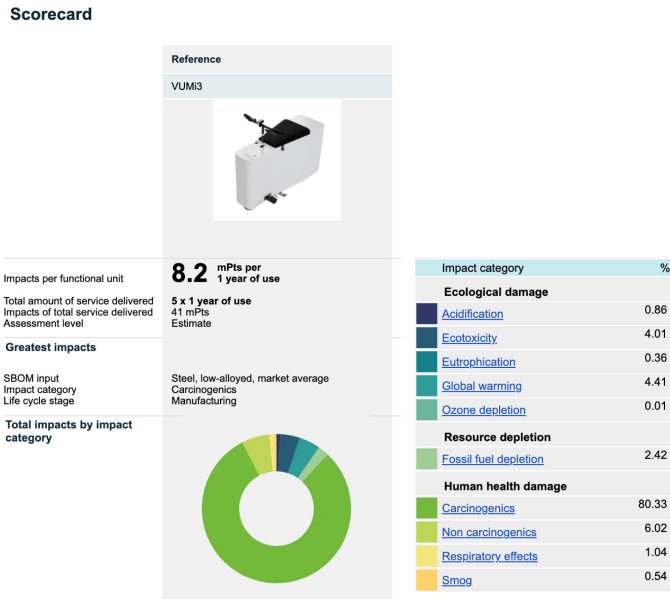 Scorecard
Reference
VUMi3
Impacts per functional unit
8.2 mPts per
1 year of use
Total amount of service delivered 5 x 1 year of use
Impacts of total service delivered 41 mPts
Assessment level Estimate
Greatest impacts
SBOM input Steel, low-alloyed, market average
Impact category Carcinogenics
Life cycle stage Manufacturing
Total impacts by impact
category
Impact category %
Ecological damage
Acidification 0.86
Ecotoxicity 4.01
Eutrophication 0.36
Global warming 4.41
Ozone depletion 0.01
Resource depletion
Fossil fuel depletion 2.42
Human health damage
Carcinogenics 80.33
Non carcinogenics 6.02
Respiratory effects 1.04
Smog 0.54